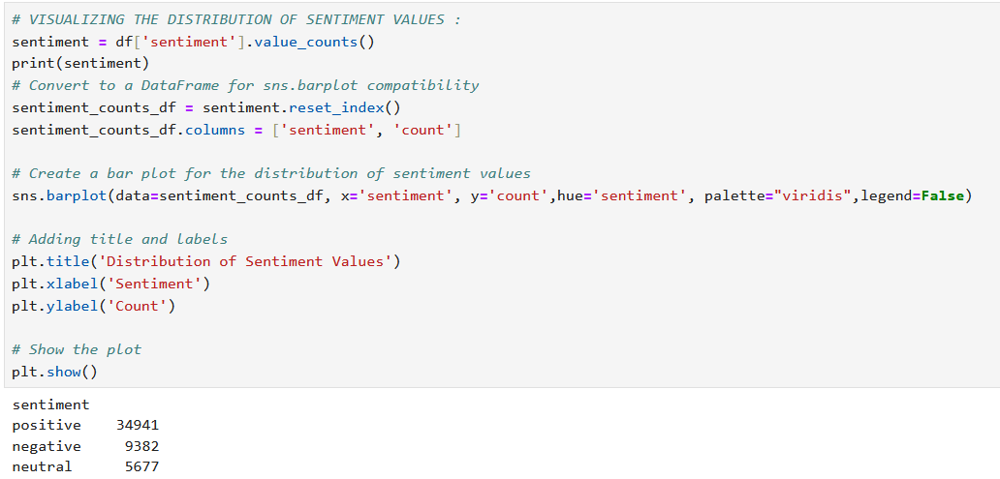 # VISUALIZING THE DISTRIBUTION OF SENTIMENT VALUES :
sentiment = df['sentiment'].value_counts()
print(sentiment)
# Convert to a DataFrame for sns.barplot compatibility
sentiment_counts_df = sentiment.reset_index()
sentiment_counts_df.columns = ['sentiment', 'count']
# Create a bar plot for the distribution of sentiment values
sns.barplot(data=sentiment_counts_df, x='sentiment', y='count',hue='sentiment', palette="viridis",legend=False)
# Adding title and labels
plt.title('Distribution of Sentiment Values')
plt.xlabel('Sentiment')
plt.ylabel('Count')
# Show the plot
plt.show()
sentiment
positive    34941
negative     9382
neutral      5677